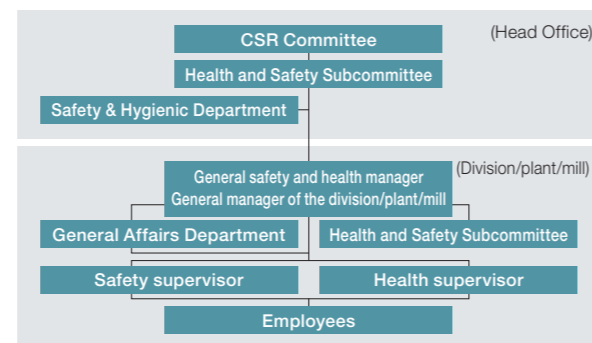 CSR Committee
(Head Office)
Health and Safety Subcommittee
Safety & Hygienic Department
General safety and health manager
General manager of the division/plant/mill
(Division/plant/mill)
General Affairs Department
Health and Safety Subcommittee
Safety supervisor
Health supervisor
Employees